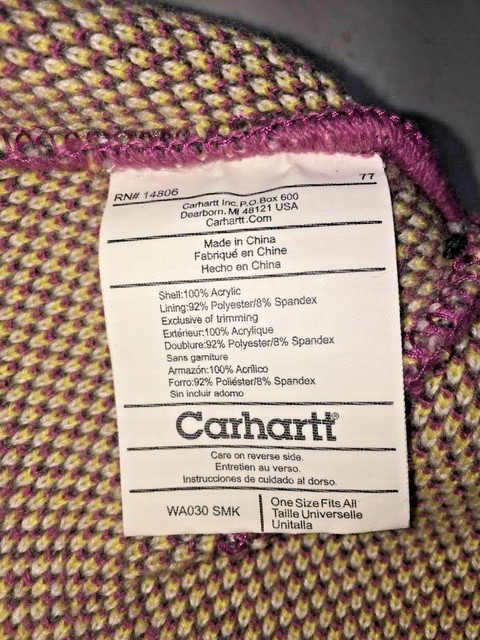 77
RN# 14806
Carhartt Inc, P.O. Box 600
Dearborn, MI 48121 USA
Carhartt.Com
Made in China
Fabriqué en Chine
Hecho en China
Shell:100% Acrylic
Lining:92% Polyester/8% Spandex
Exclusive of trimming
Extérieur:100% Acrylique
Doublure:92% Polyester/8% Spandex
Sans garniture
Armazón:100% Acrílico
Forro:92% Poliéster/8% Spandex
Sin incluir adorno
Carhartt®
Care on reverse side.
Entretien au verso.
Instrucciones de cuidado al dorso.
WA030 SMK
One Size Fits All
Taille Universelle
Unitalla